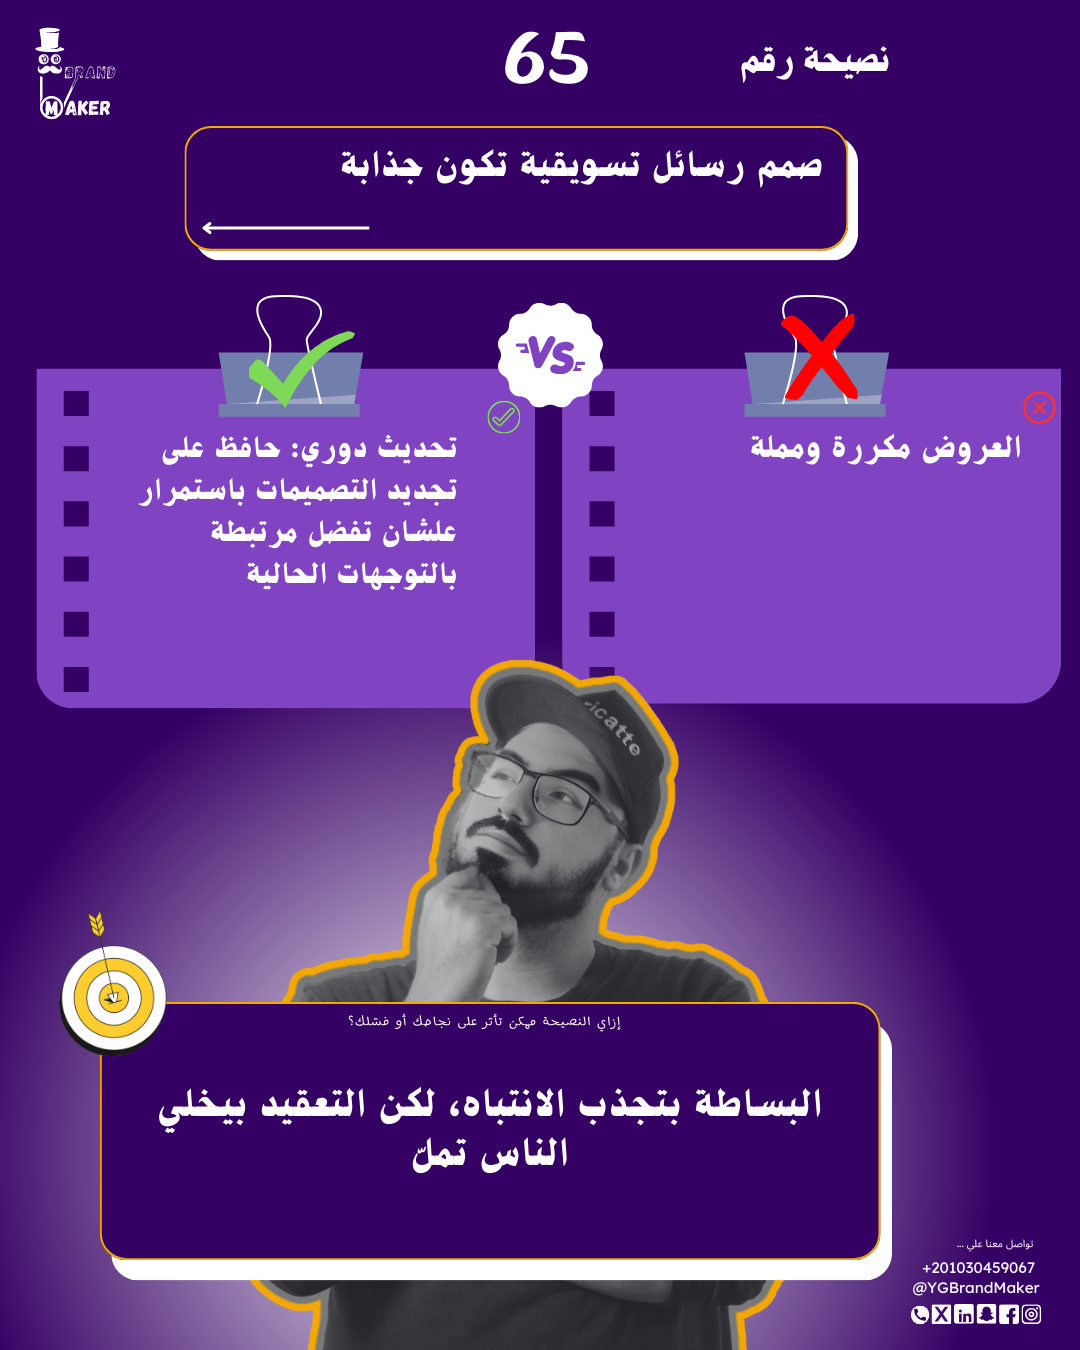 نصيحة رقم 65
BRAND
MAKER
صمم رسائل تسويقية تكون جذابة
VS
العروض مكررة ومملة
تحديث دوري: حافظ على
تجديد التصميمات باستمرار
علشان تفضل مرتبطة
بالتوجهات الحالية
icatte
إزاي النصيحة ممكن تأثر على نجاحك أو فشلك؟
البساطة بتجذب الانتباه، لكن التعقيد بيخلي
الناس تملّ
تواصل معنا علي ...
+201030459067
@YGBrandMaker